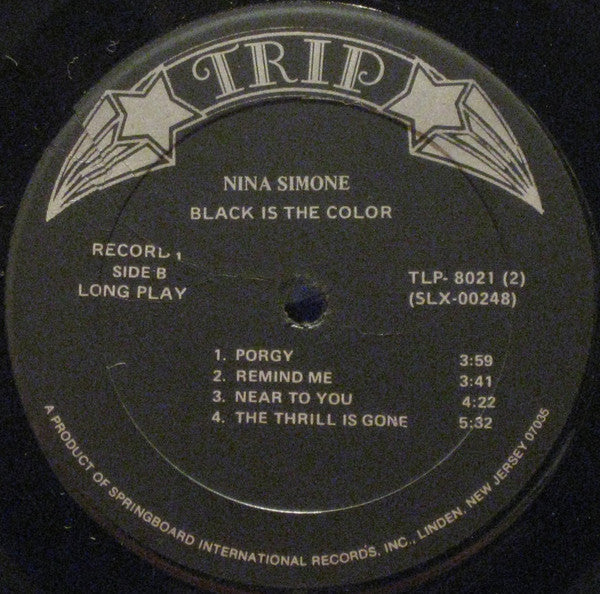 TRIP
NINA SIMONE
BLACK IS THE COLOR
RECORD 1
SIDE B
LONG PLAY
TLP- 8021 (2)
(SLX-00248)
1. PORGY 3:59
2. REMIND ME 3:41
3. NEAR TO YOU 4:22
4. THE THRILL IS GONE 5:32
A PRODUCT OF SPRINGBOARD INTERNATIONAL RECORDS, INC., LINDEN, NEW JERSEY 07035